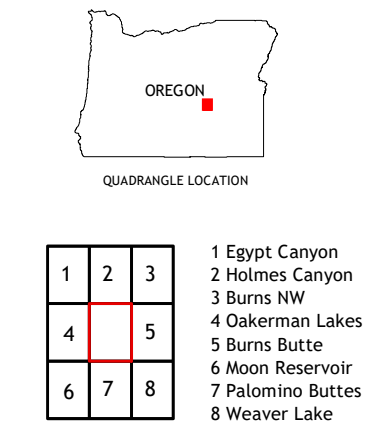 OREGON
QUADRANGLE LOCATION
1 2 3
4 5
6 7 8
1 Egypt Canyon
2 Holmes Canyon
3 Burns NW
4 Oakerman Lakes
5 Burns Butte
6 Moon Reservoir
7 Palomino Buttes
8 Weaver Lake